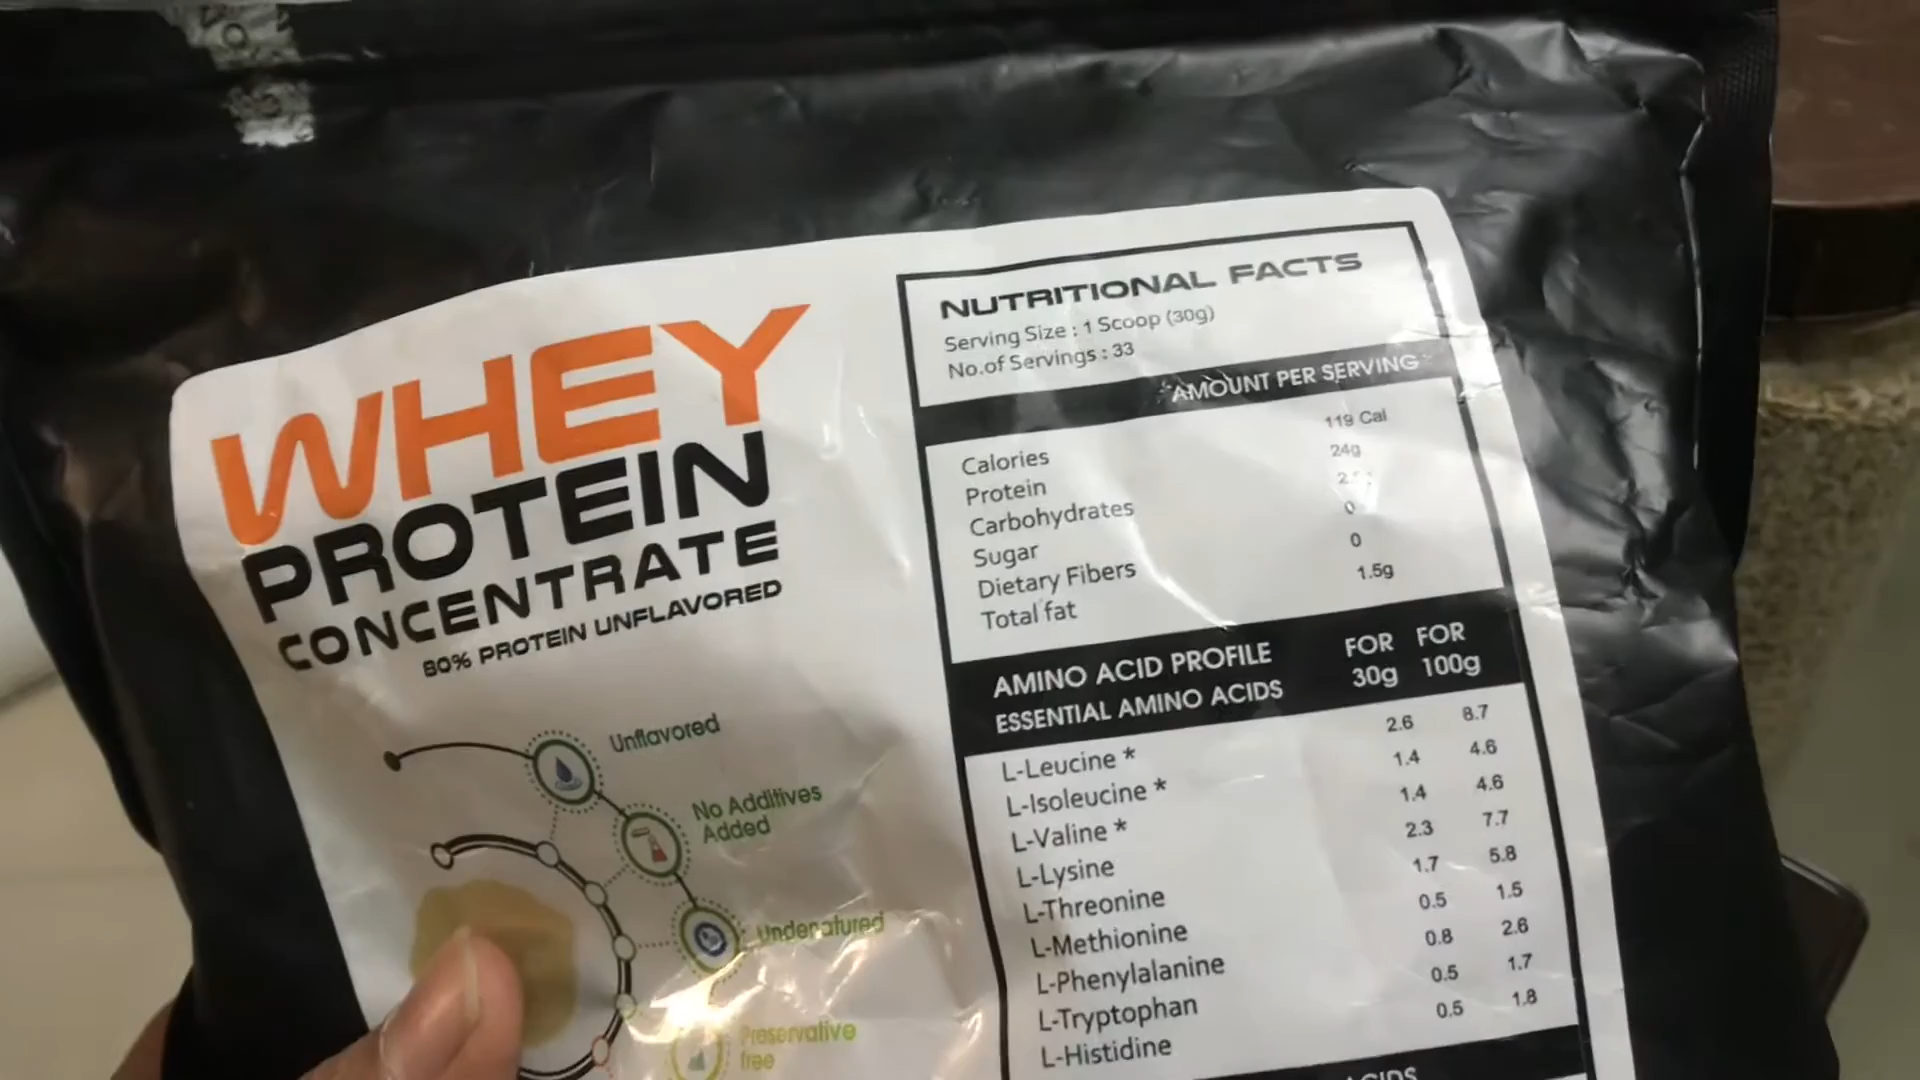 WHEY
PROTEIN
CONCENTRATE
80% PROTEIN UNFLAVORED
Unflavored
No Additives
Added
Undenatured
Preservative
free
NUTRITIONAL FACTS
Serving Size : 1 Scoop (30g)
No.of Servings : 33
AMOUNT PER SERVING
Calories 119 Cal
Protein 24g
Carbohydrates
Sugar 0
Dietary Fibers 0
Total fat 1.5g
AMINO ACID PROFILE FOR FOR
ESSENTIAL AMINO ACIDS 30g 100g
L-Leucine * 2.6 8.7
L-Isoleucine * 1.4 4.6
L-Valine * 1.4 4.6
L-Lysine 2.3 7.7
L-Threonine 1.7 5.8
L-Methionine 0.5 1.5
L-Phenylalanine 0.8 2.6
L-Tryptophan 0.5 1.7
L-Histidine 0.5 1.8
ACIDS